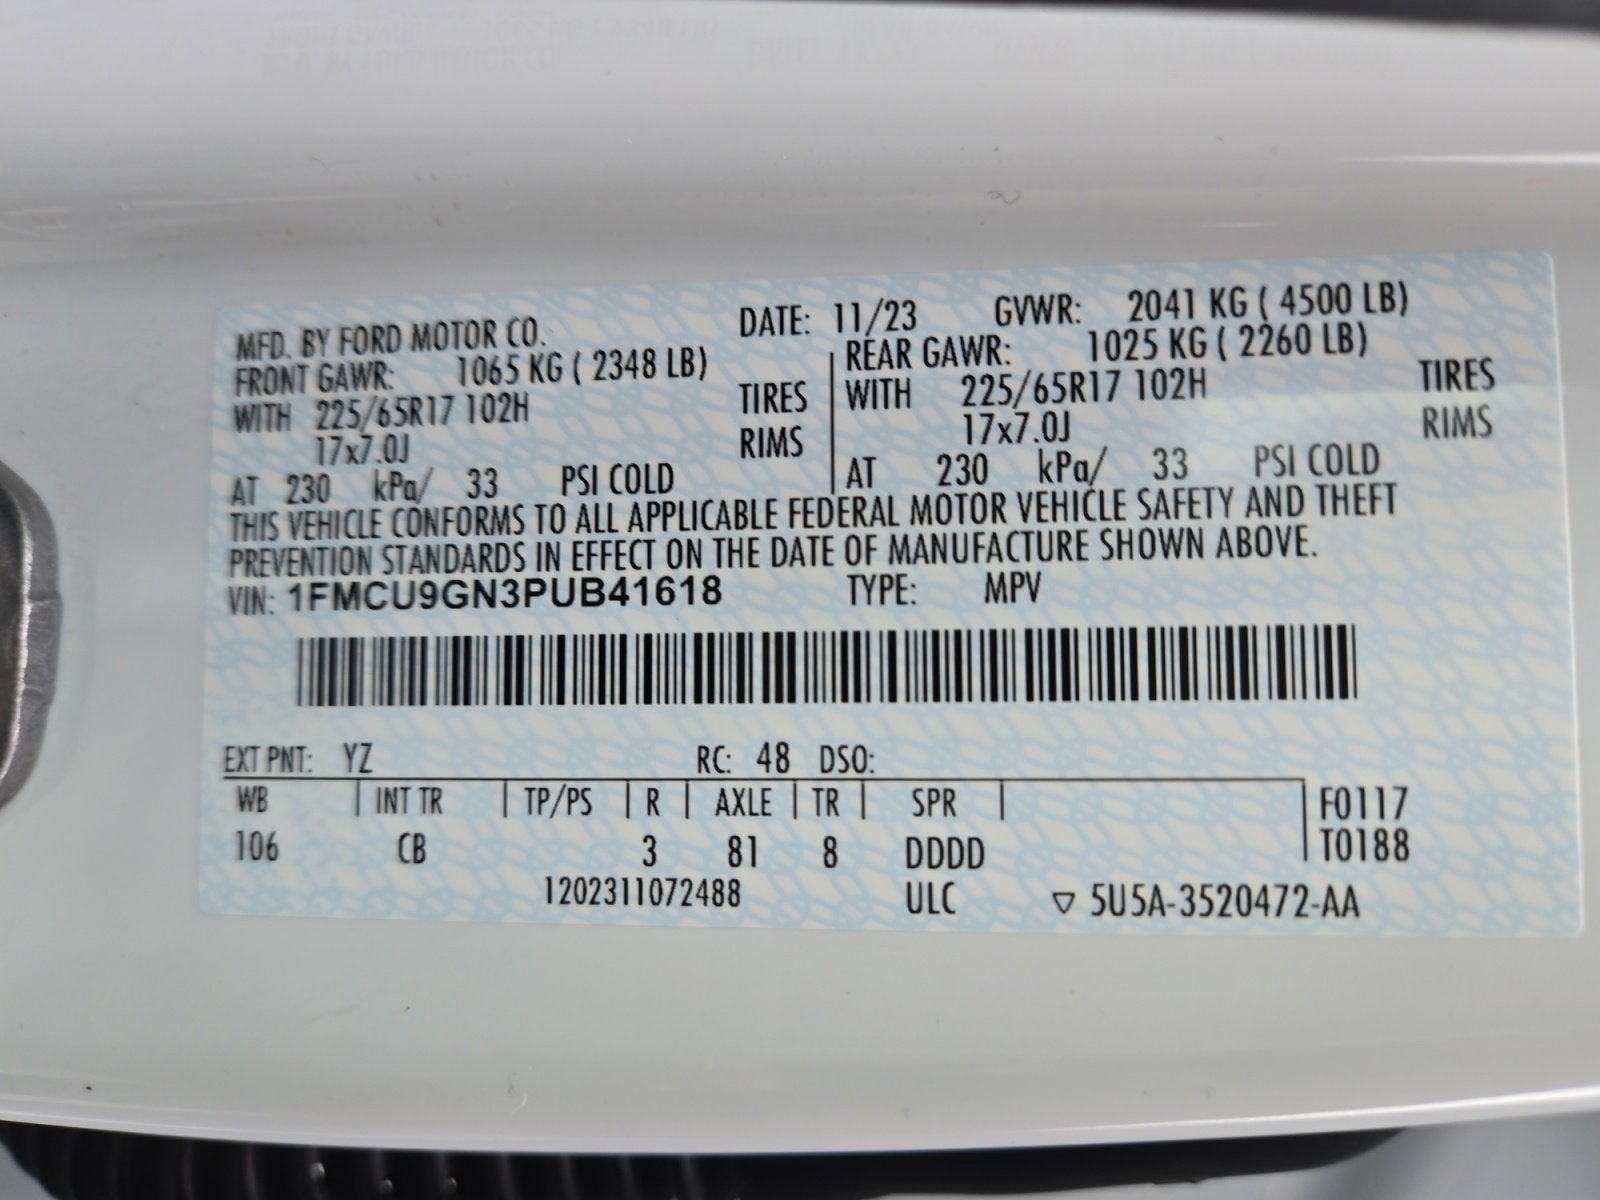 MFD. BY FORD MOTOR CO. DATE: 11/23 GVWR: 2041 KG ( 4500 LB)
FRONT GAWR: 1065 KG ( 2348 LB) REAR GAWR: 1025 KG ( 2260 LB)
WITH 225/65R17 102H TIRES WITH 225/65R17 102H TIRES
17x7.0J RIMS 17x7.0J RIMS
AT 230 kPa/ 33 PSI COLD AT 230 kPa/ 33 PSI COLD
THIS VEHICLE CONFORMS TO ALL APPLICABLE FEDERAL MOTOR VEHICLE SAFETY AND THEFT
PREVENTION STANDARDS IN EFFECT ON THE DATE OF MANUFACTURE SHOWN ABOVE.
VIN: 1FMCU9GN3PUB41618 TYPE: MPV
EXT PNT: YZ RC: 48 DSO:
WB INT TR TP/PS R AXLE TR SPR F0117
106 CB 3 81 8 DDDD T0188
1202311072488 ULC ▽ 5U5A-3520472-AA